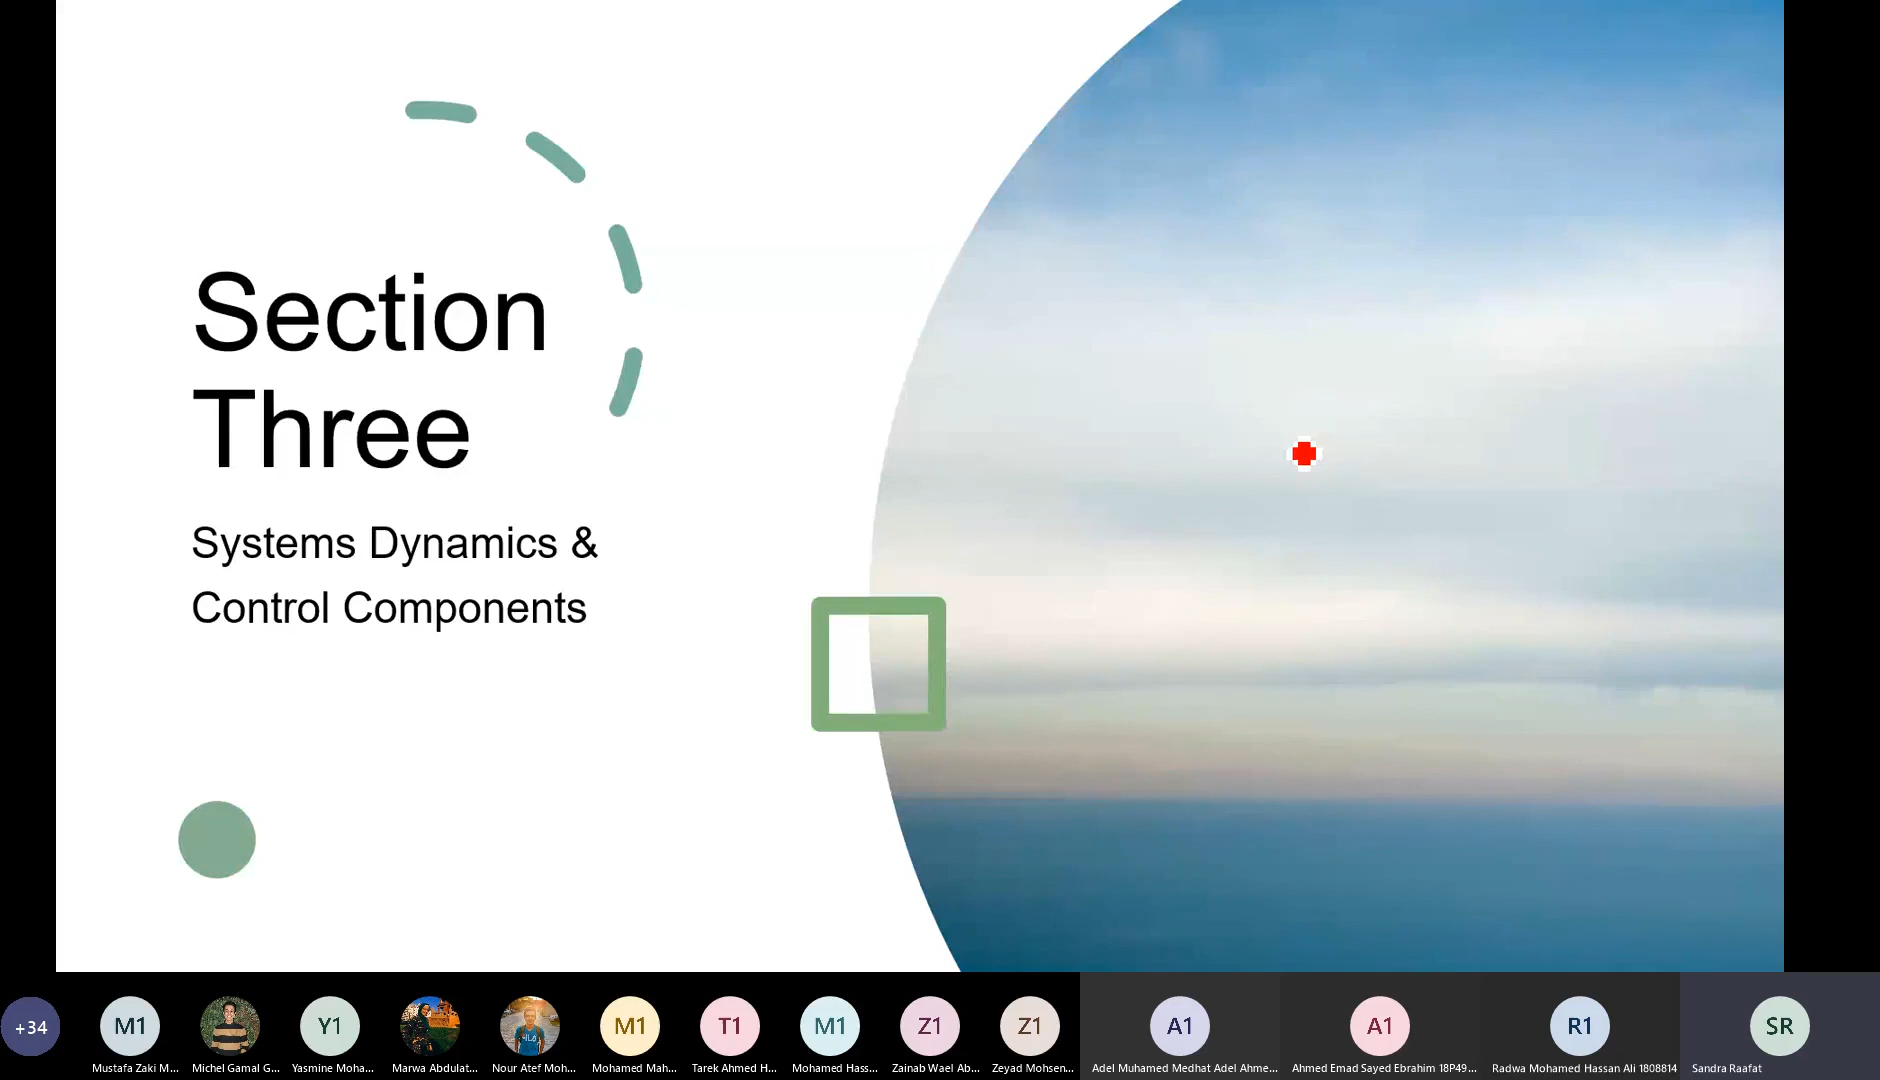 Section
Three
Systems Dynamics &
Control Components
+34
M1
Y1
M1
T1
M1
Z1
Z1
A1
A1
R1
SR
Mustafa Zaki M...
Michel Gamal G...
Yasmine Moha...
Marwa Abdulat...
Nour Atef Moh...
Mohamed Mah...
Tarek Ahmed H...
Mohamed Hass...
Zainab Wael Ab...
Zeyad Mohsen...
Adel Muhamed Medhat Adel Ahme...
Ahmed Emad Sayed Ebrahim 18P49...
Radwa Mohamed Hassan Ali 1808814
Sandra Raafat